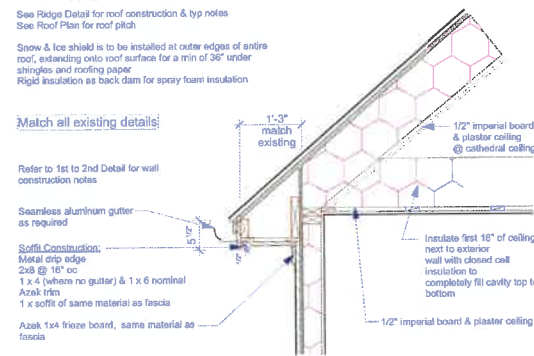 See Ridge Detail for roof construction & typ notes
See Roof Plan for roof pitch
Snow & Ice shield is to be installed at outer edges of entire
roof, extending onto roof surface for a min of 36" under
shingles and roofing paper
Rigid insulation as back dam for spray foam insulation
Match all existing details
1'-3"
match
existing
1/2" imperial board
& plaster ceiling
@ cathedral ceiling
Refer to 1st to 2nd Detail for wall
construction notes
Seamless aluminum gutter
as required
5 1/2"
Soffit Construction:
Metal drip edge
2x8 @ 16" oc
1 x 4 (where no gutter) & 1 x 6 nominal
Azek trim
1 x soffit of same material as fascia
Azek 1x4 frieze board, same material as
fascia
Insulate first 16" of ceiling
next to exterior
wall with closed cell
insulation to
completely fill cavity top t
bottom
1/2" imperial board & plaster ceiling